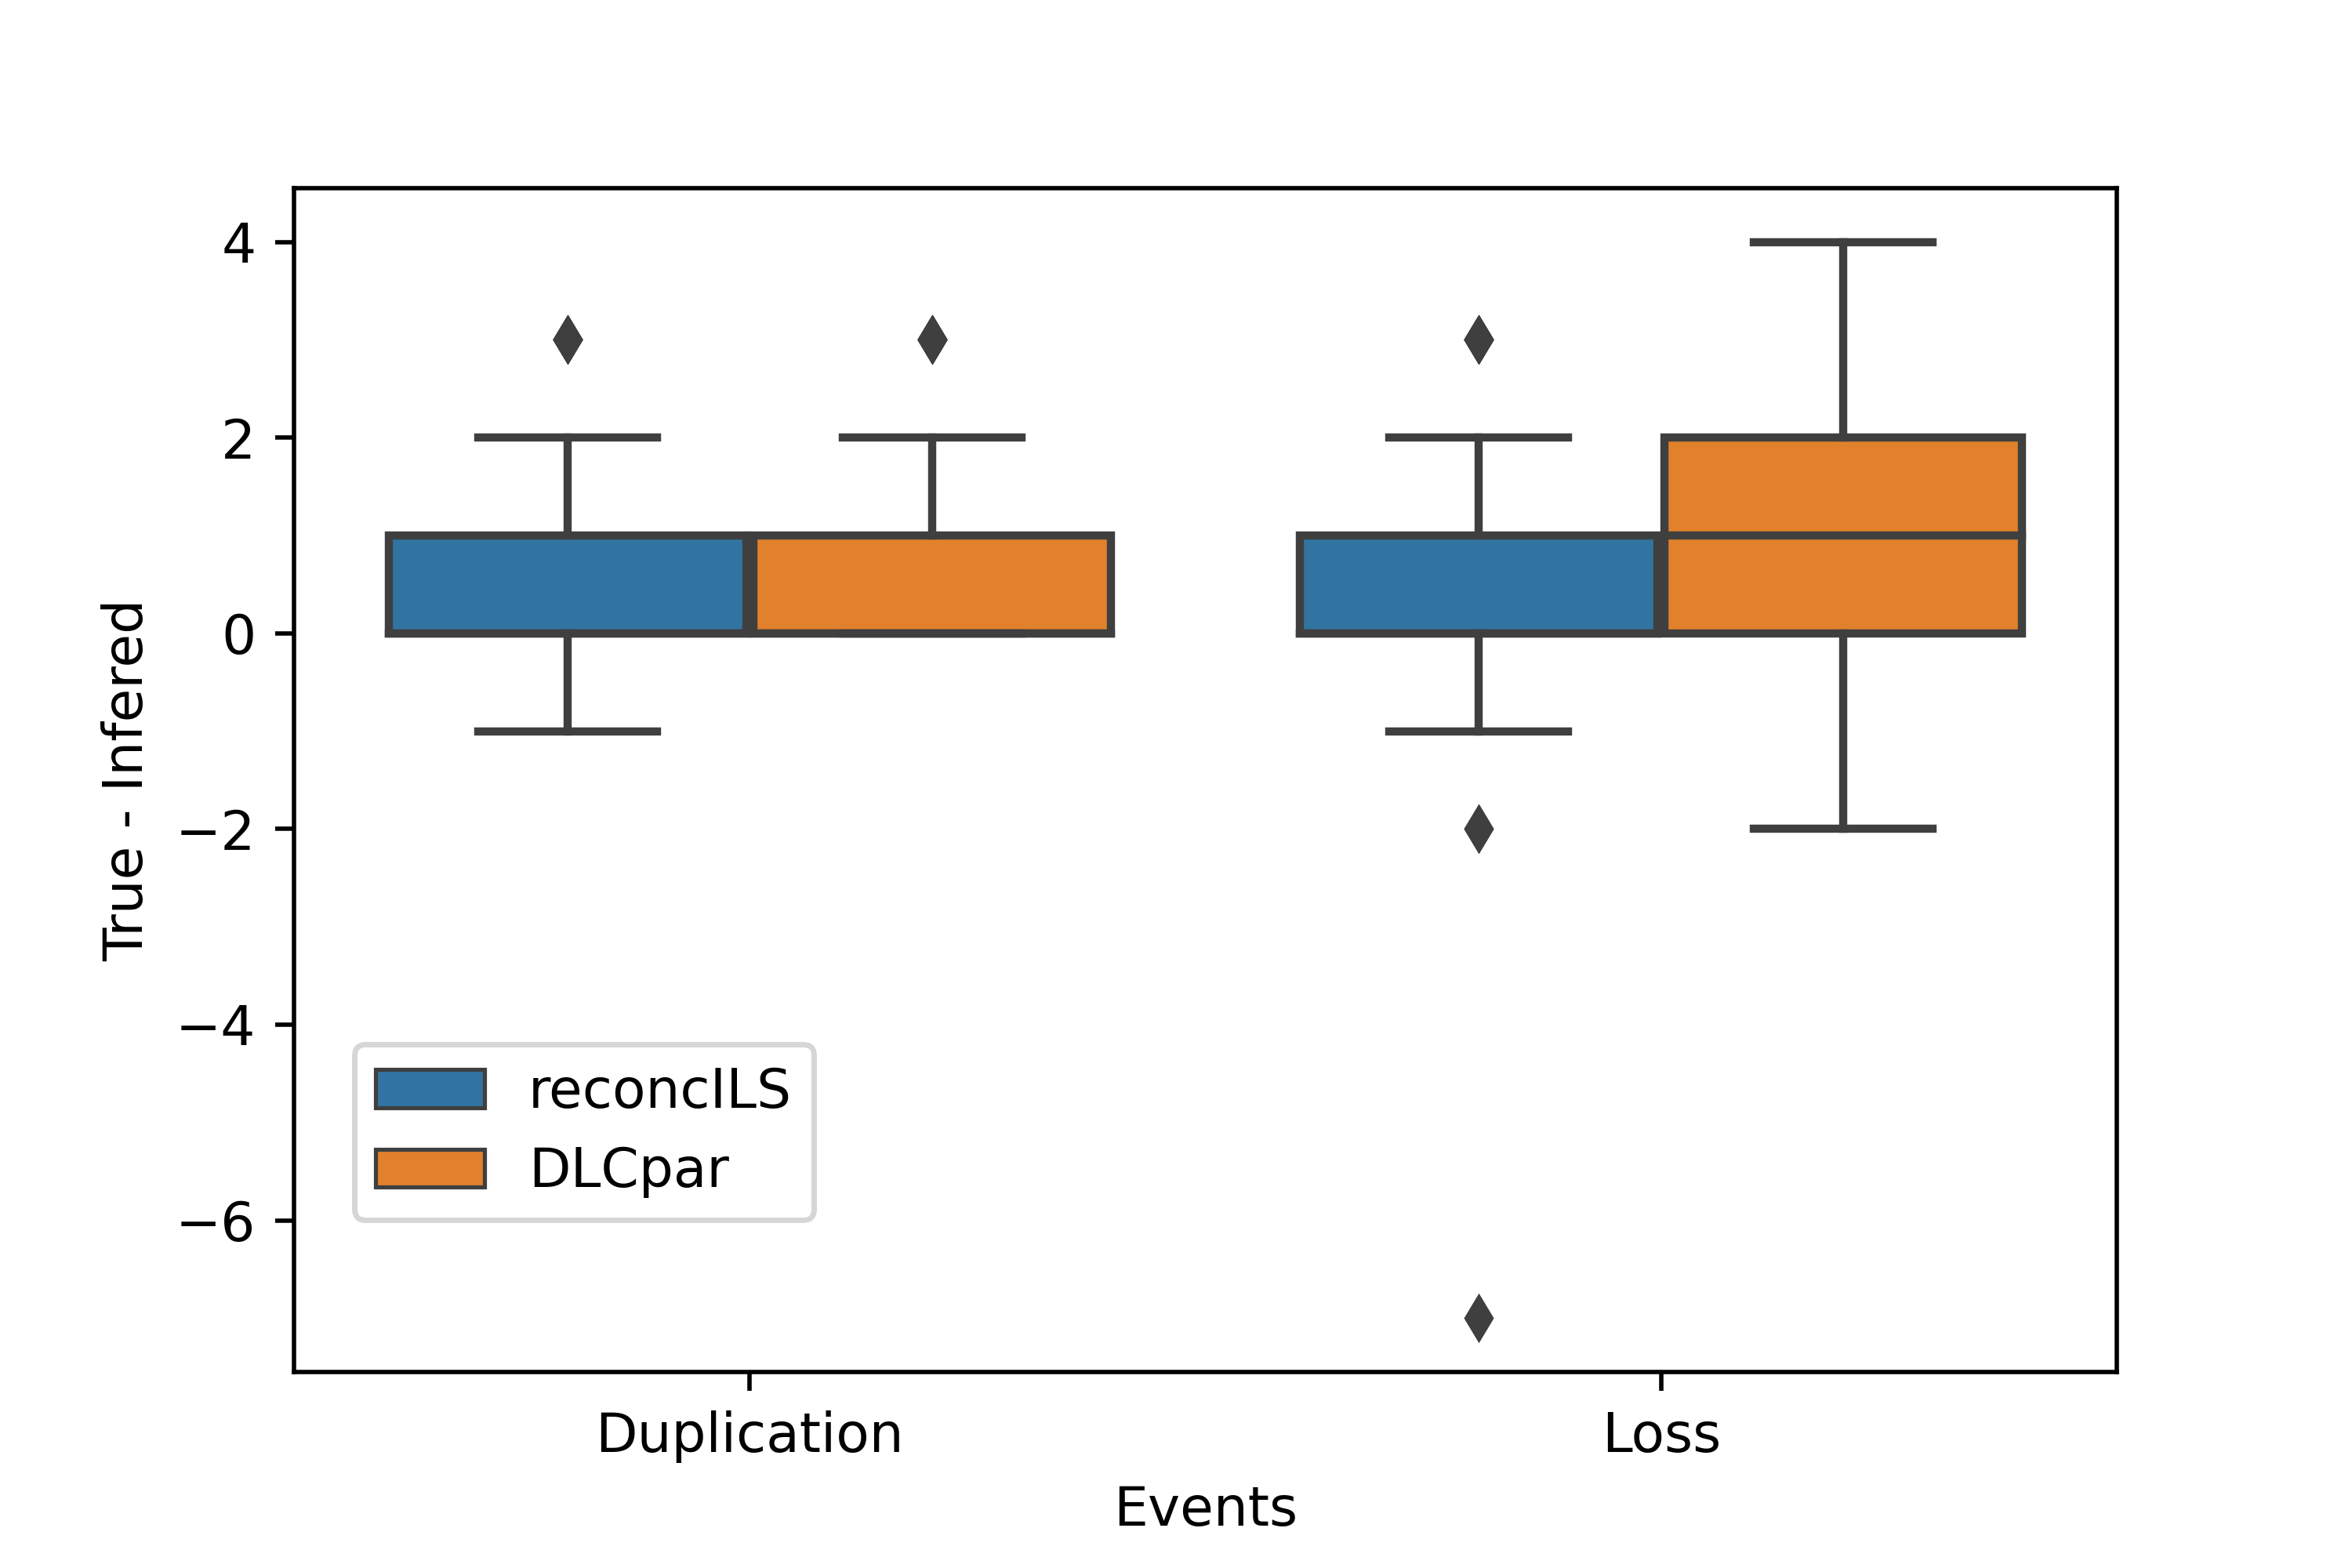 4
2
0
−2
−4
−6
True - Infered
reconcILS
DLCpar
Duplication
Loss
Events